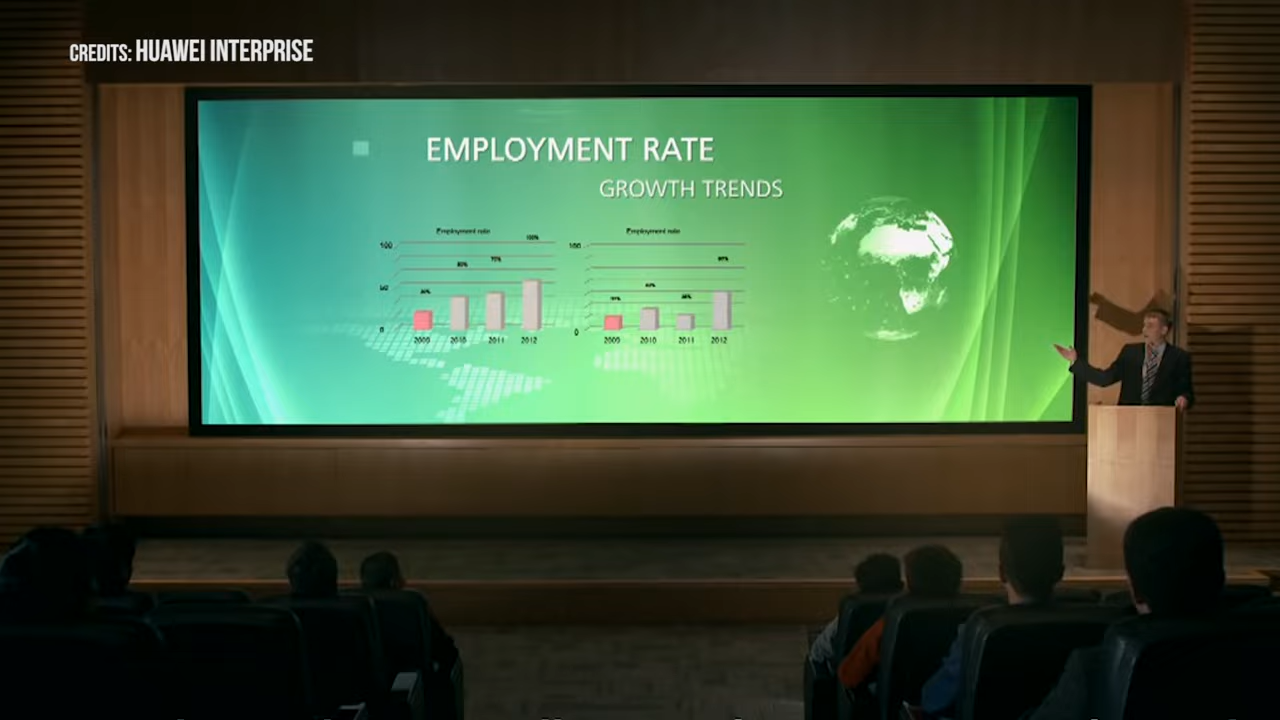 CREDITS: HUAWEI INTERPRISE
EMPLOYMENT RATE
GROWTH TRENDS
Employment rate
100
100%
0
2009 2010 2011 2012
Employment rate
100
0
2009 2010 2011 2012